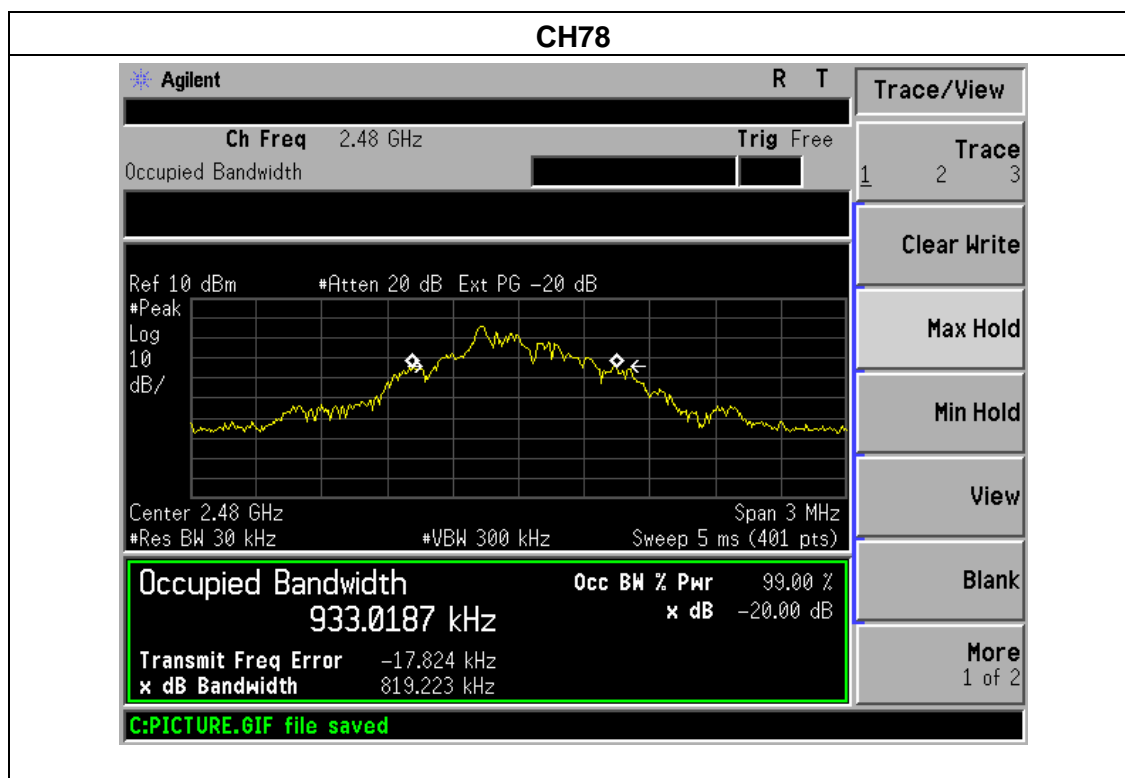 CH78
Agilent R T
Trace/View
Ch Freq 2.48 GHz Trig Free
Occupied Bandwidth
Trace
1 2 3
Clear Write
Ref 10 dBm #Atten 20 dB Ext PG −20 dB
#Peak
Log
10
dB/
Max Hold
Min Hold
View
Center 2.48 GHz Span 3 MHz
#Res BW 30 kHz #VBW 300 kHz Sweep 5 ms (401 pts)
Occupied Bandwidth Occ BW % Pwr 99.00 %
933.0187 kHz x dB −20.00 dB
Blank
Transmit Freq Error −17.824 kHz
x dB Bandwidth 819.223 kHz
More
1 of 2
C:PICTURE.GIF file saved